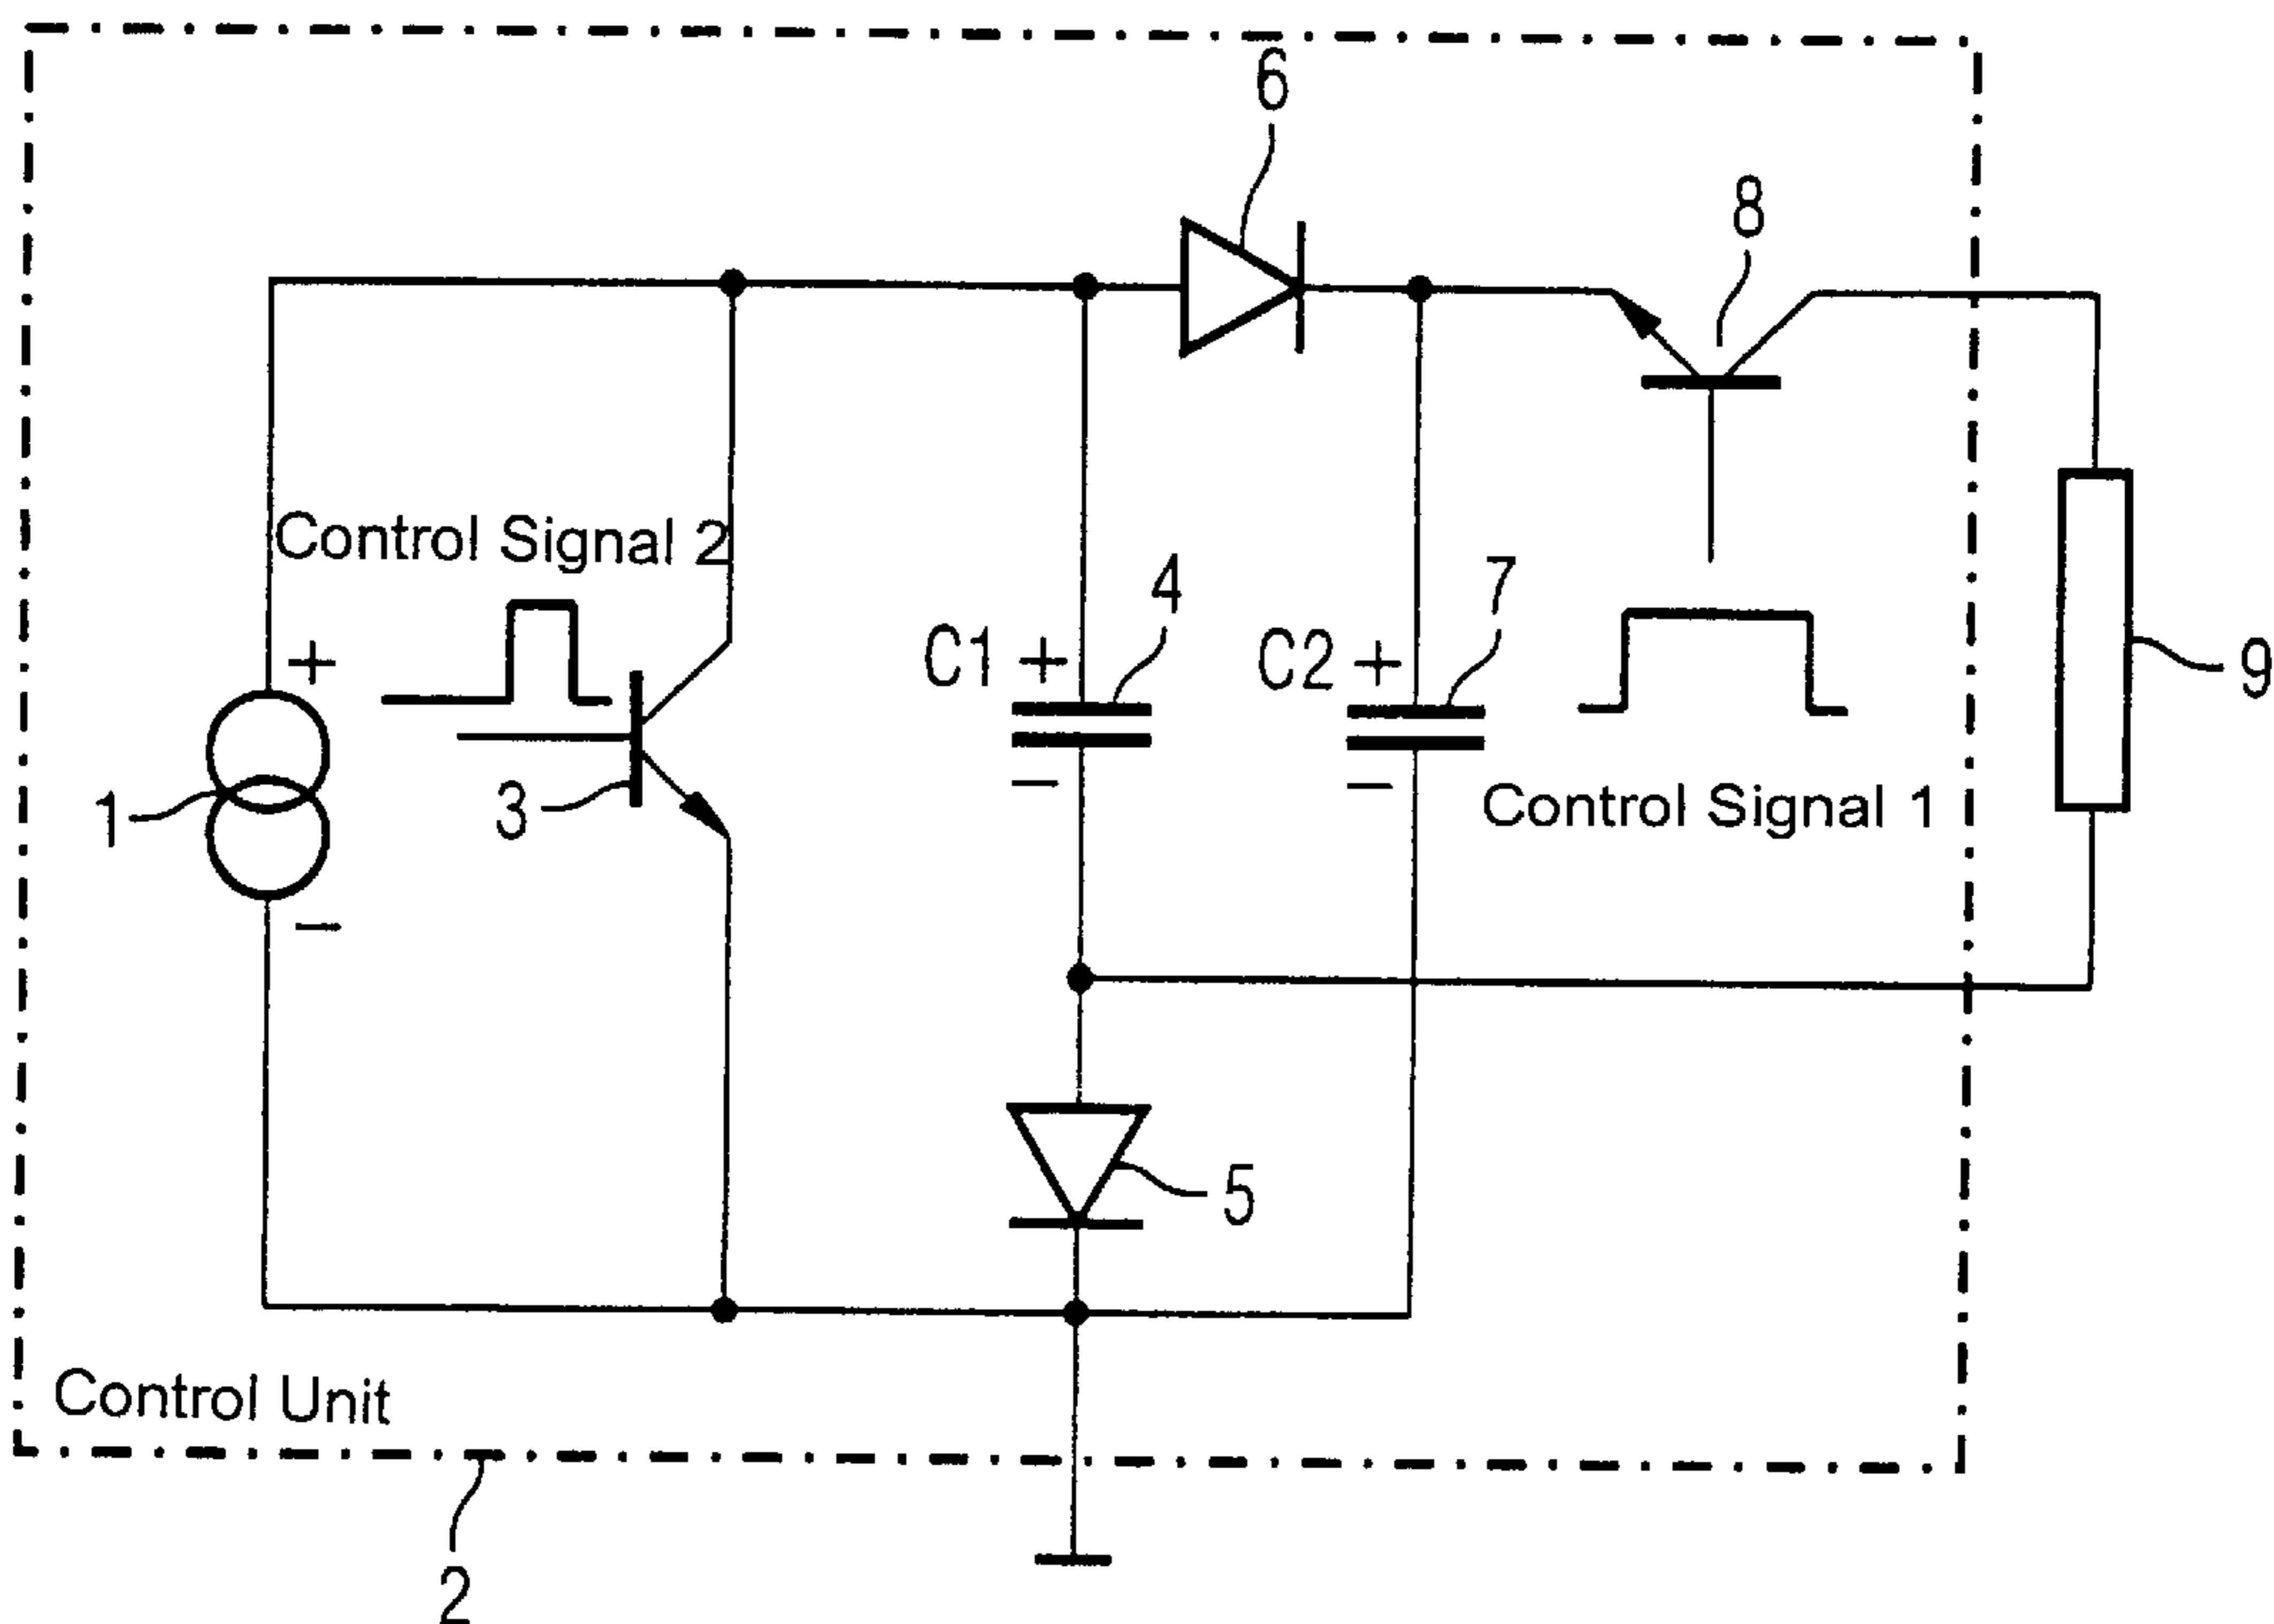 6
8
Control Signal 2
+
4
7
C1 +
C2 +
9
1
3
−
−
Control Signal 1
−
5
Control Unit
2